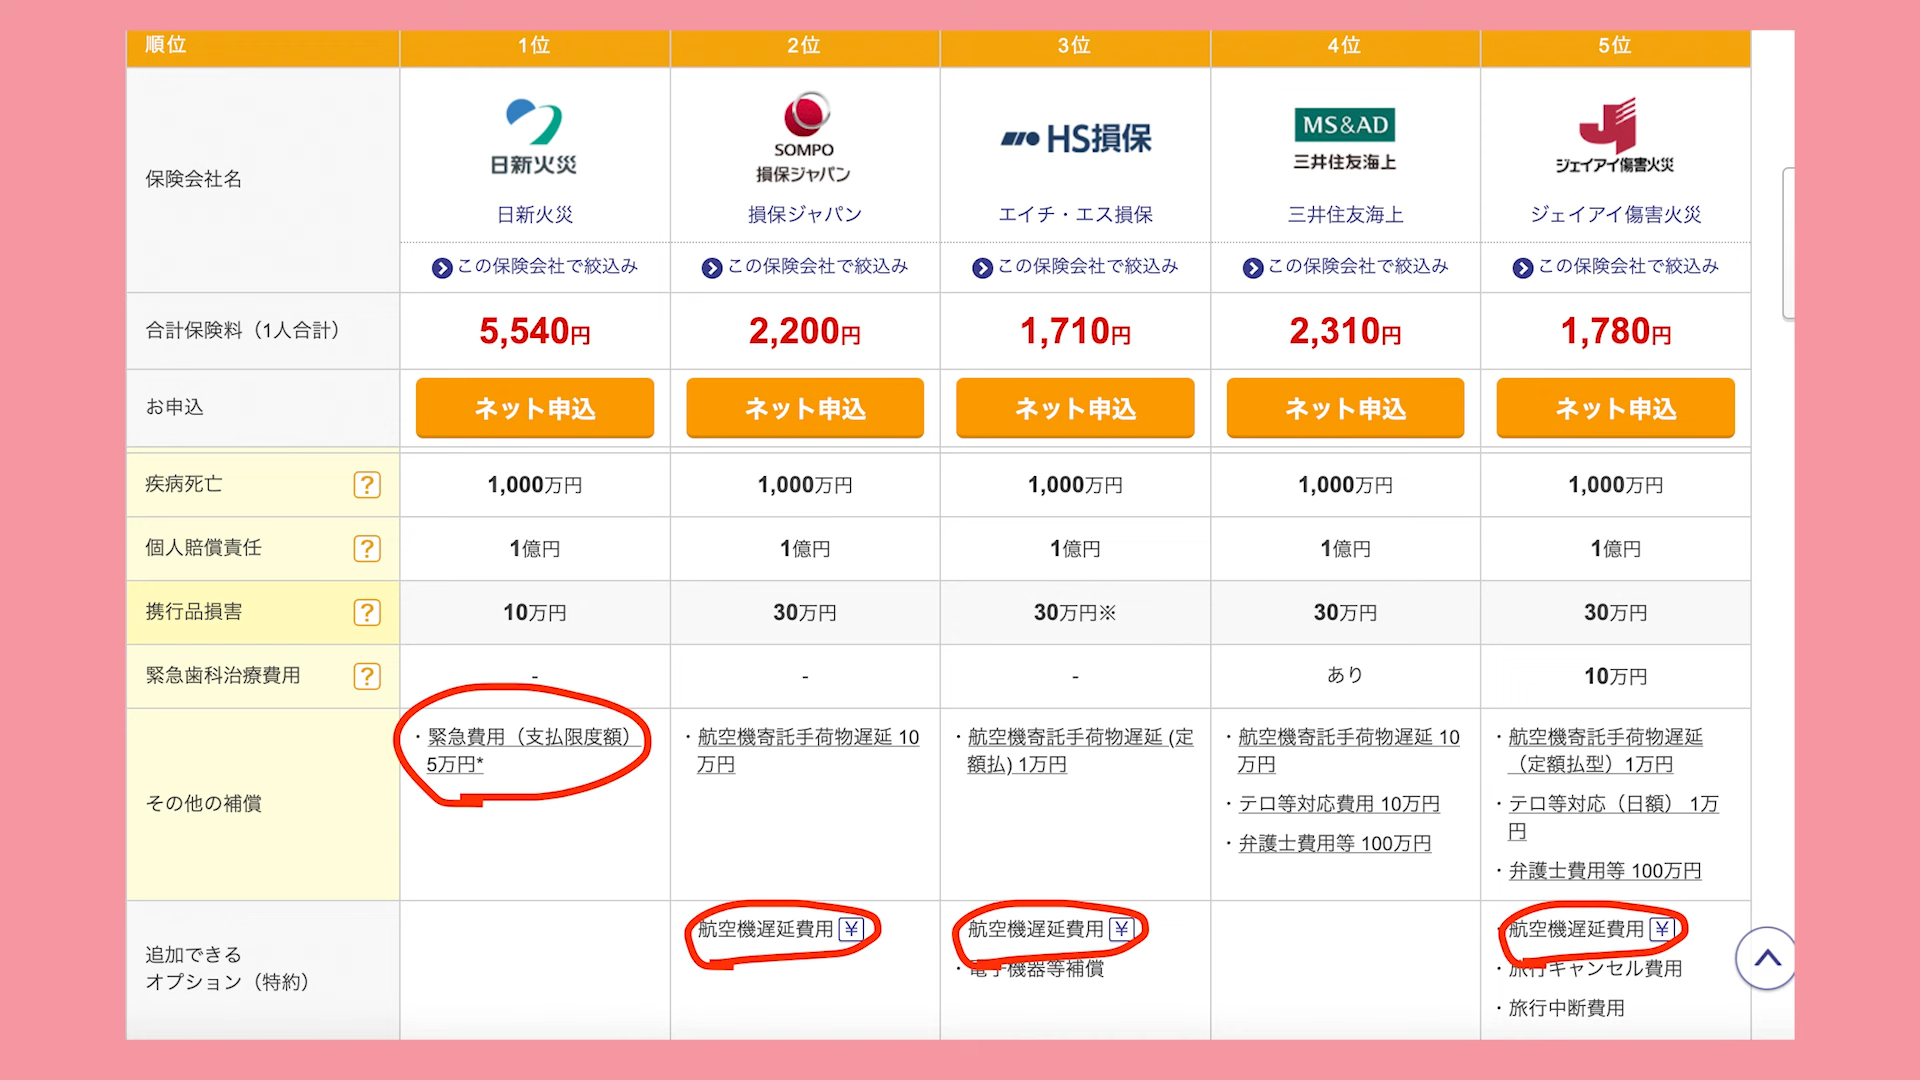 順位 1位 2位 3位 4位 5位
保険会社名
日新火災
SOMPO
損保ジャパン
HS損保
MS&AD
三井住友海上
ジェイアイ傷害火災
日新火災 損保ジャパン エイチ・エス損保 三井住友海上 ジェイアイ傷害火災
この保険会社で絞込み この保険会社で絞込み この保険会社で絞込み この保険会社で絞込み この保険会社で絞込み
合計保険料（1人合計） 5,540円 2,200円 1,710円 2,310円 1,780円
お申込 ネット申込 ネット申込 ネット申込 ネット申込 ネット申込
疾病死亡 ? 1,000万円 1,000万円 1,000万円 1,000万円 1,000万円
個人賠償責任 ? 1億円 1億円 1億円 1億円 1億円
携行品損害 ? 10万円 30万円 30万円※ 30万円 30万円
緊急歯科治療費用 ? - - - あり 10万円
その他の補償
・緊急費用（支払限度額）
5万円*
・航空機寄託手荷物遅延 10
万円
・航空機寄託手荷物遅延 (定
額払) 1万円
・航空機寄託手荷物遅延 10
万円
・テロ等対応費用 10万円
・弁護士費用等 100万円
・航空機寄託手荷物遅延
（定額払型）1万円
・テロ等対応（日額） 1万
円
・弁護士費用等 100万円
追加できる
オプション（特約）
航空機遅延費用 ¥
航空機遅延費用 ¥
・電子機器等補償
・航空機遅延費用 ¥
・旅行キャンセル費用
・旅行中断費用